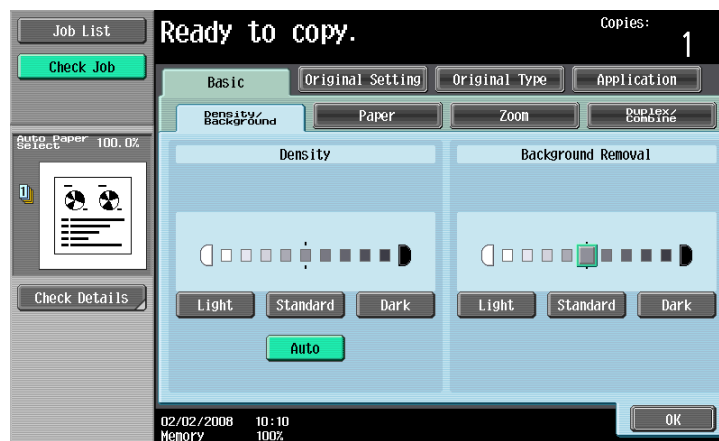 Job List
Ready to copy.
Copies:
1
Check Job
Basic
Original Setting
Original Type
Application
Density/
Background
Paper
Zoom
Duplex/
Combine
Auto Paper
Select
100.0%
Density
Background Removal
1
Check Details
Light
Standard
Dark
Light
Standard
Dark
Auto
02/02/2008 10:10
Memory 100%
OK